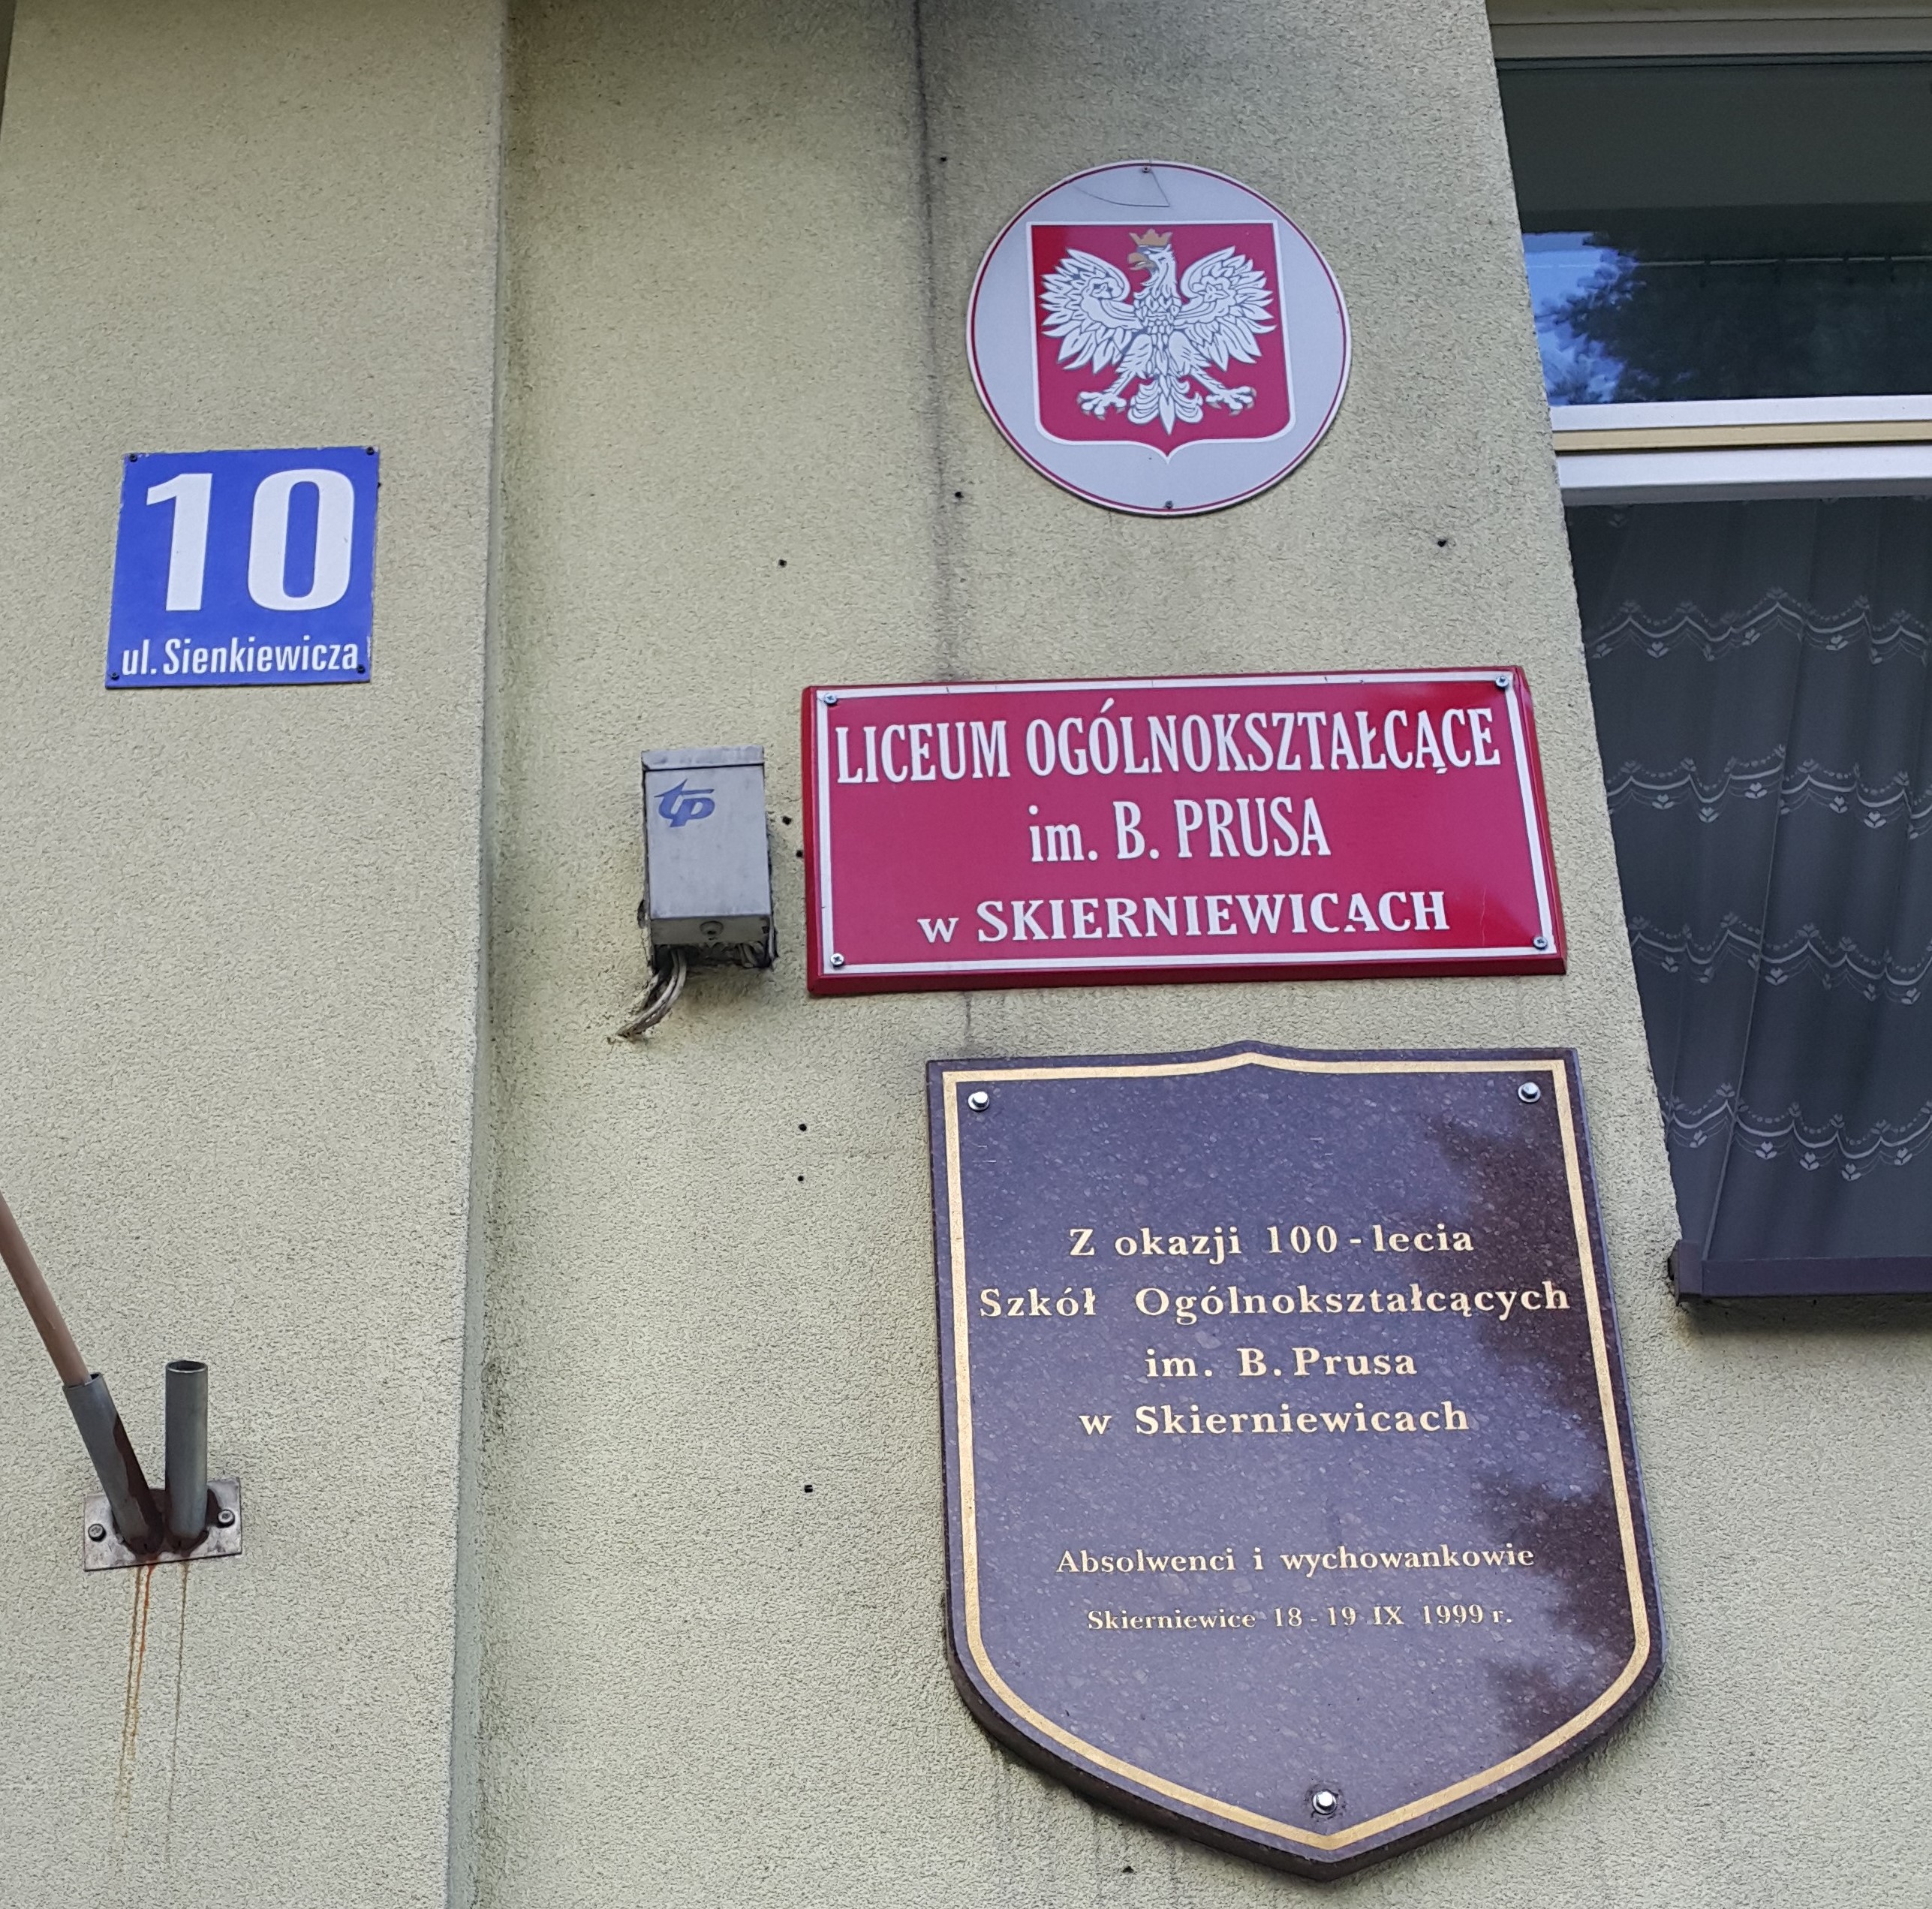 10
ul. Sienkiewicza
tp
LICEUM OGÓLNOKSZTAŁCĄCE
im. B. PRUSA
w SKIERNIEWICACH
Z okazji 100-lecia
Szkół Ogólnokształcących
im. B. Prusa
w Skierniewicach
Absolwenci i wychowankowie
Skierniewice 18-19 IX 1999 r.